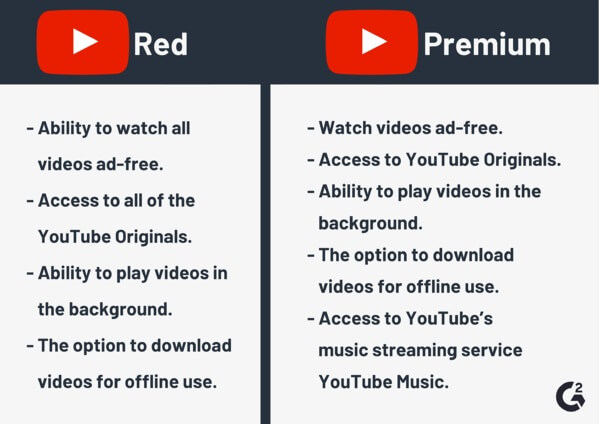 Red
- Ability to watch all
videos ad-free.
- Access to all of the
YouTube Originals.
- Ability to play videos in
the background.
- The option to download
videos for offline use.
Premium
- Watch videos ad-free.
- Access to YouTube Originals.
- Ability to play videos in the
background.
- The option to download
videos for offline use.
- Access to YouTube’s
music streaming service
YouTube Music.
G2